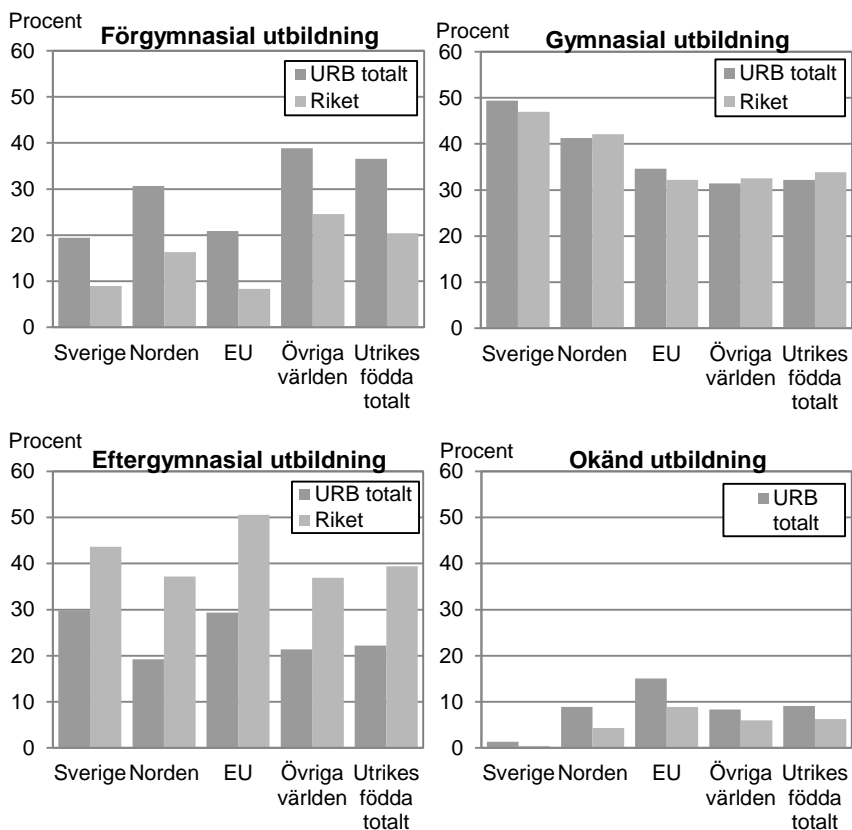 Procent
Förgymnasial utbildning
60
50
40
30
20
10
0
URB totalt
Riket
Sverige Norden EU Övriga världen Utrikes födda totalt
Procent
Gymnasial utbildning
60
50
40
30
20
10
0
URB totalt
Riket
Sverige Norden EU Övriga världen Utrikes födda totalt
Procent
Eftergymnasial utbildning
60
50
40
30
20
10
0
URB totalt
Riket
Sverige Norden EU Övriga världen Utrikes födda totalt
Procent
Okänd utbildning
60
50
40
30
20
10
0
URB
totalt
Sverige Norden EU Övriga världen Utrikes födda totalt